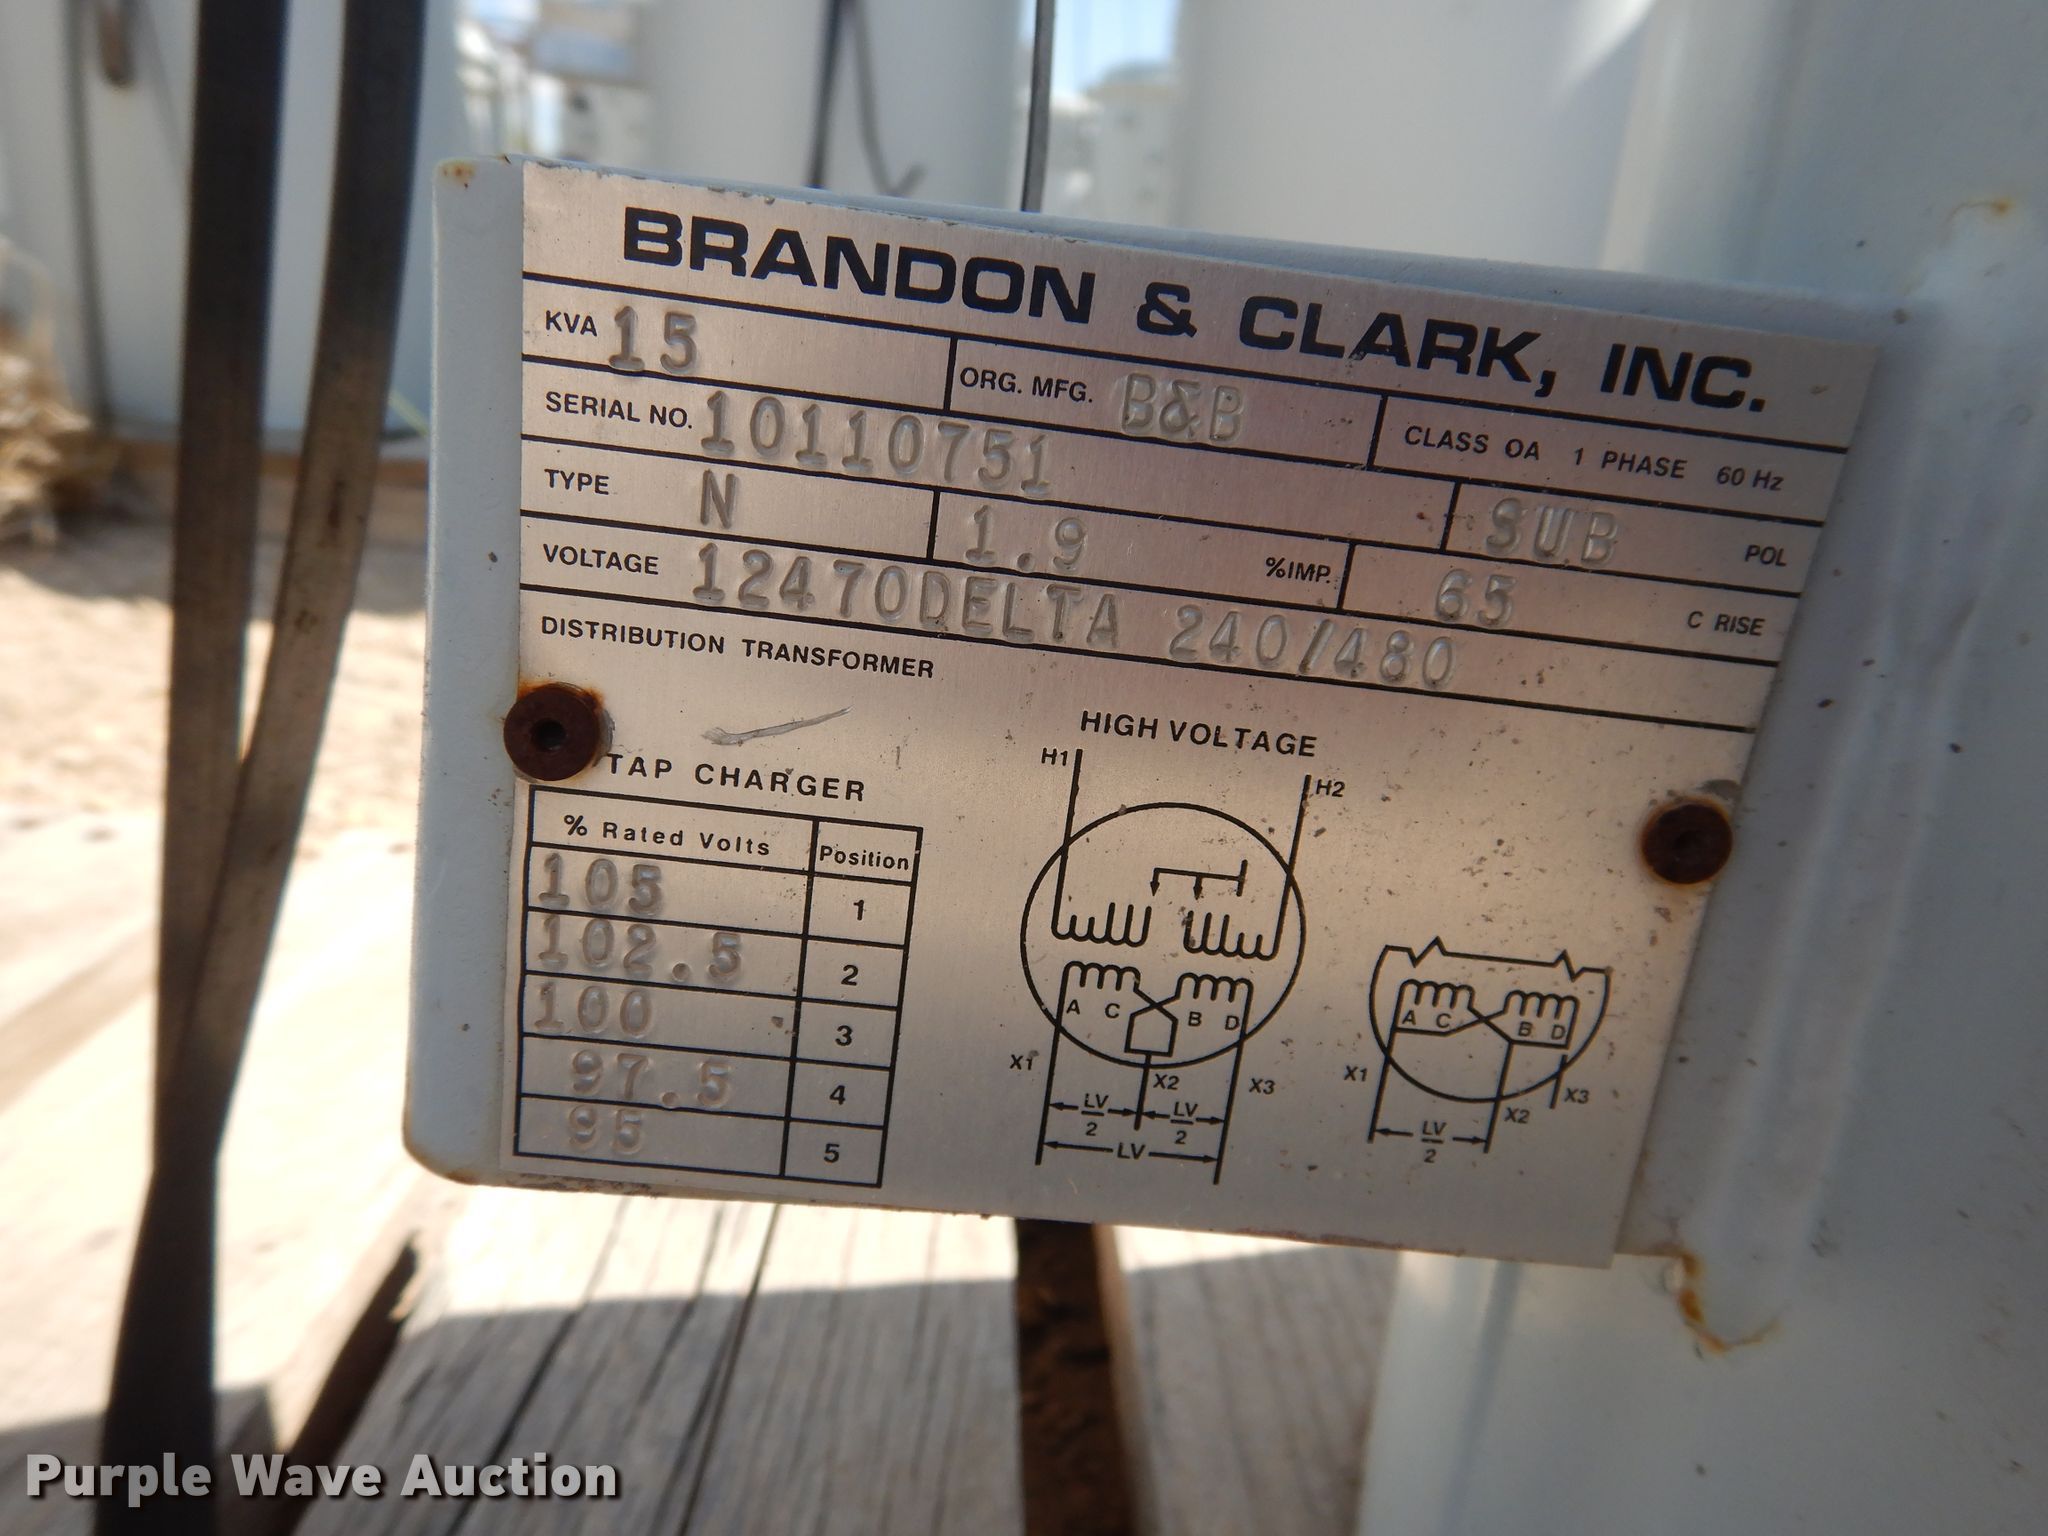 BRANDON & CLARK, INC.
KVA 15 ORG. MFG. B&B CLASS OA 1 PHASE 60 Hz
SERIAL NO. 10110751 SUB POL
TYPE N 1.9 %IMP. 65 C RISE
VOLTAGE 12470DELTA 240/480
DISTRIBUTION TRANSFORMER
TAP CHARGER
% Rated Volts Position
105 1
102.5 2
100 3
97.5 4
95 5
HIGH VOLTAGE
H1 H2
A C B D
X1 X2 X3
LV/2 LV/2
LV
A C B D
X1 X2 X3
LV/2
Purple Wave Auction